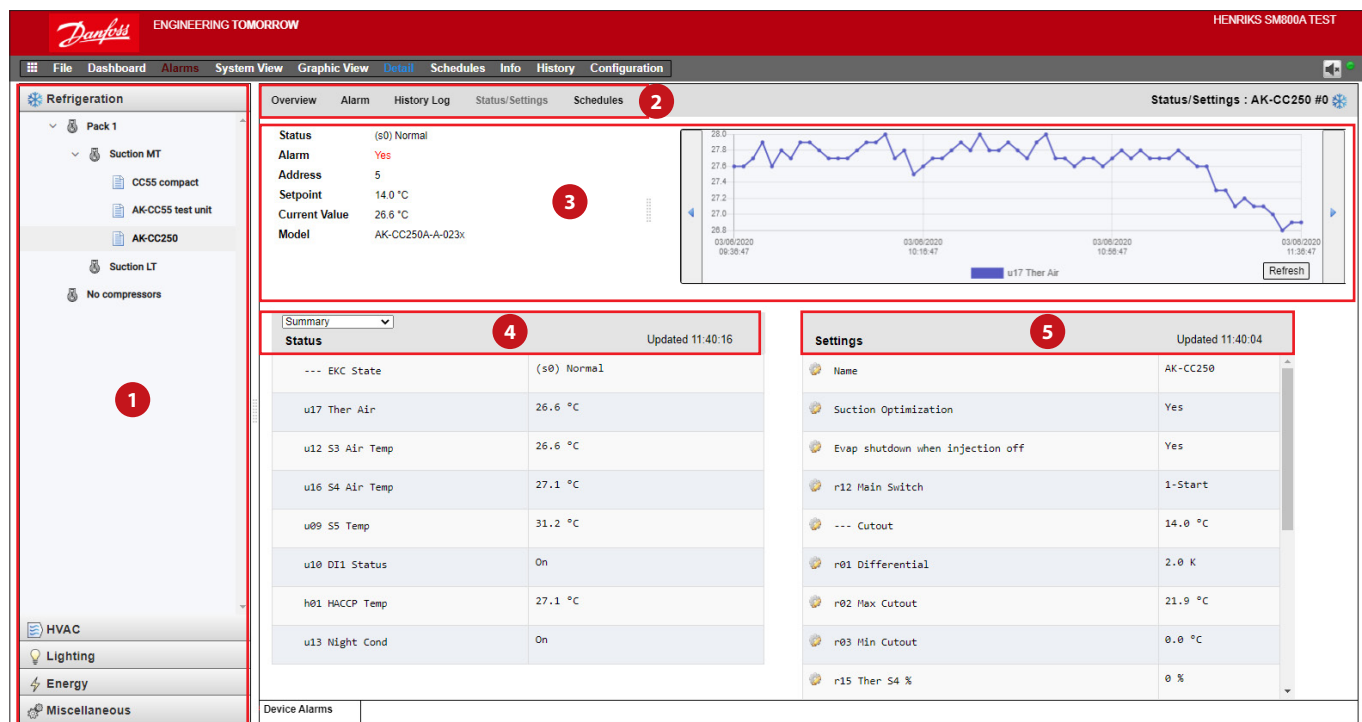 Danfoss
ENGINEERING TOMORROW
HENRIKS SM800A TEST
File Dashboard Alarms System View Graphic View Detail Schedules Info History Configuration
Refrigeration
Pack 1
Suction MT
CC55 compact
AK-CC55 test unit
AK-CC250
Suction LT
No compressors
1
HVAC
Lighting
Energy
Miscellaneous
Overview Alarm History Log Status/Settings Schedules
2
Status/Settings : AK-CC250 #0
Status (s0) Normal
Alarm Yes
Address 5
Setpoint 14.0 °C
Current Value 26.6 °C
Model AK-CC250A-A-023x
3
28.0
27.8
27.6
27.4
27.2
27.0
26.8
03/06/2020 03/06/2020 03/06/2020 03/06/2020
09:36:47 10:16:47 10:56:47 11:36:47
u17 Ther Air
Refresh
Summary
Status
4
Updated 11:40:16
--- EKC State (s0) Normal
u17 Ther Air 26.6 °C
u12 S3 Air Temp 26.6 °C
u16 S4 Air Temp 27.1 °C
u09 S5 Temp 31.2 °C
u10 DI1 Status On
h01 HACCP Temp 27.1 °C
u13 Night Cond On
Settings
5
Updated 11:40:04
Name AK-CC250
Suction Optimization Yes
Evap shutdown when injection off Yes
r12 Main Switch 1-Start
--- Cutout 14.0 °C
r01 Differential 2.0 K
r02 Max Cutout 21.9 °C
r03 Min Cutout 0.0 °C
r15 Ther S4 % 0 %
Device Alarms